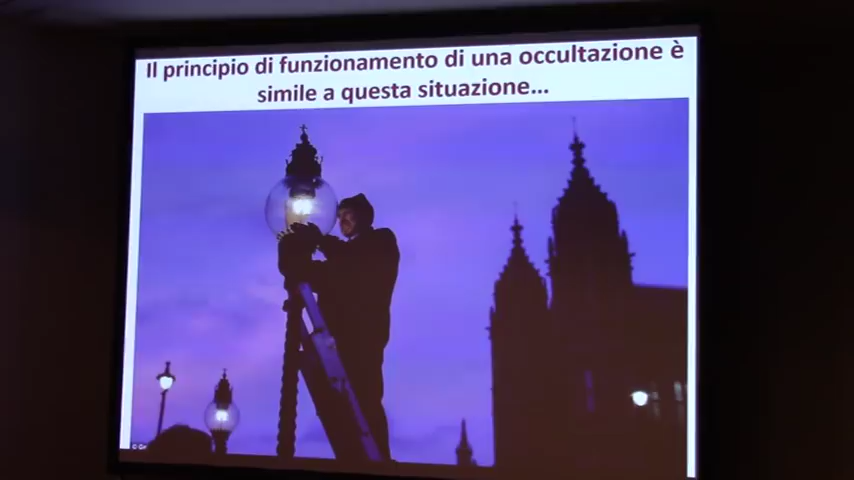 Il principio di funzionamento di una occultazione è
simile a questa situazione...